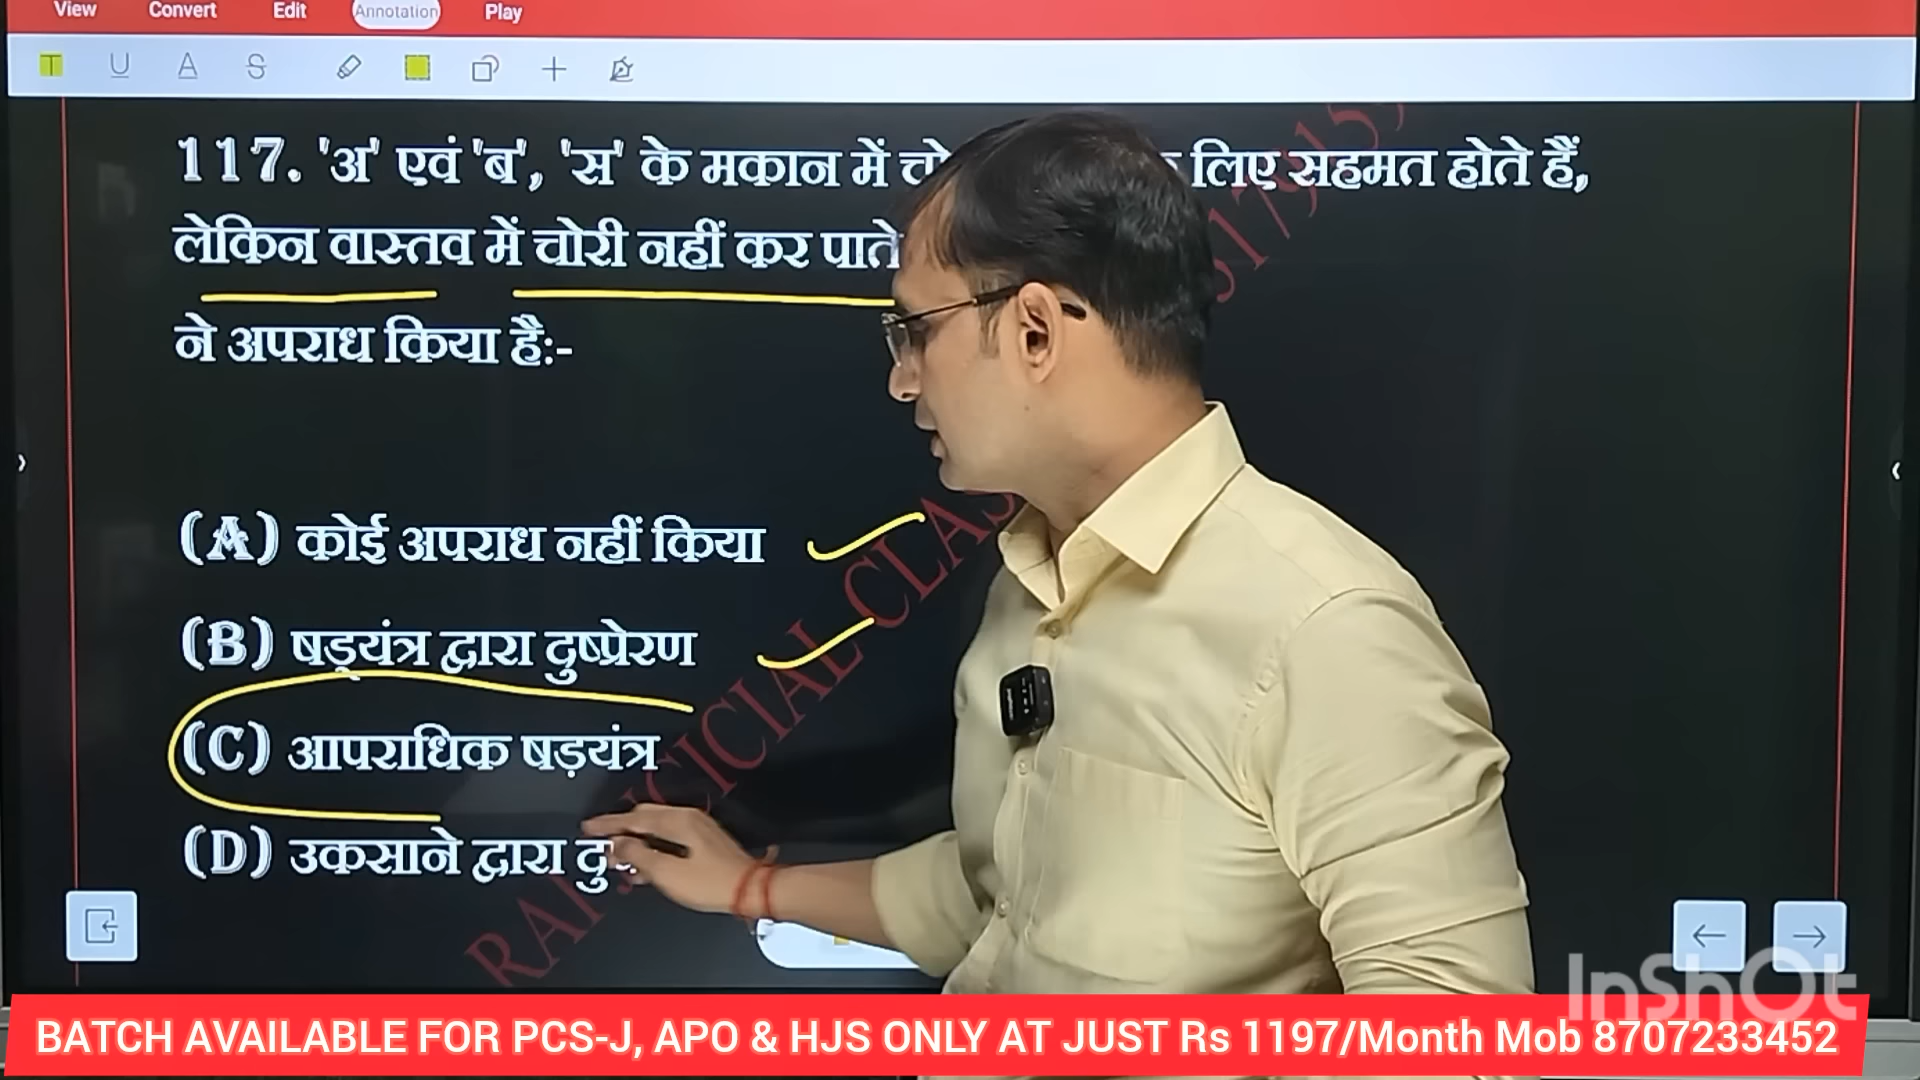 View Convert Edit Annotation Play
T U A S
117. 'अ' एवं 'ब', 'स' के मकान में लिए सहमत होते हैं,
लेकिन वास्तव में चोरी नहीं कर पाते
ने अपराध किया है:-
(A) कोई अपराध नहीं किया
(B) षड्यंत्र द्वारा दुष्प्रेरण
(C) आपराधिक षड़यंत्र
(D) उकसाने द्वारा
InShOt
BATCH AVAILABLE FOR PCS-J, APO & HJS ONLY AT JUST Rs 1197/Month Mob 8707233452